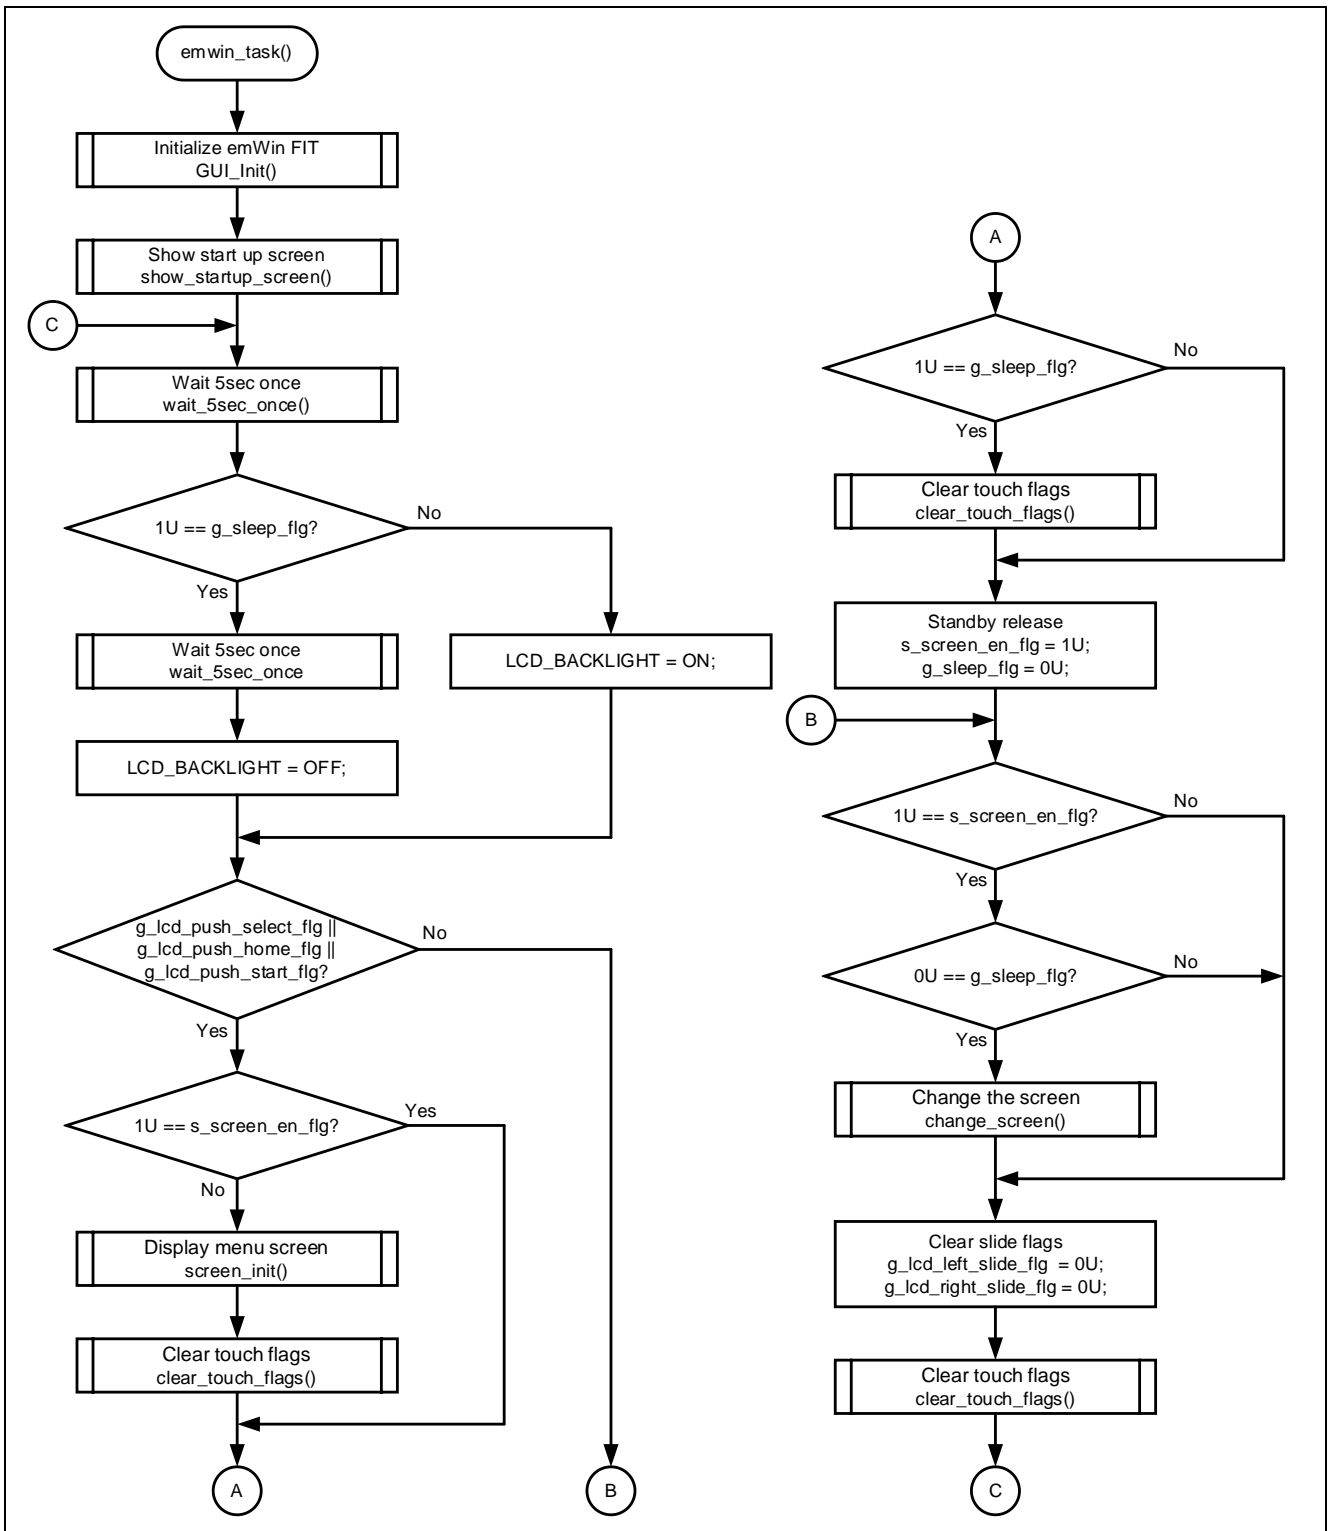 emwin_task()
Initialize emWin FIT
GUI_Init()
Show start up screen
show_startup_screen()
C
Wait 5sec once
wait_5sec_once()
1U == g_sleep_flg?
No
Yes
Wait 5sec once
wait_5sec_once
LCD_BACKLIGHT = ON;
LCD_BACKLIGHT = OFF;
g_lcd_push_select_flg ||
g_lcd_push_home_flg ||
g_lcd_push_start_flg?
No
Yes
1U == s_screen_en_flg?
Yes
No
Display menu screen
screen_init()
Clear touch flags
clear_touch_flags()
A
B
A
1U == g_sleep_flg?
No
Yes
Clear touch flags
clear_touch_flags()
Standby release
s_screen_en_flg = 1U;
g_sleep_flg = 0U;
B
1U == s_screen_en_flg?
No
Yes
0U == g_sleep_flg?
No
Yes
Change the screen
change_screen()
Clear slide flags
g_lcd_left_slide_flg  = 0U;
g_lcd_right_slide_flg = 0U;
Clear touch flags
clear_touch_flags()
C